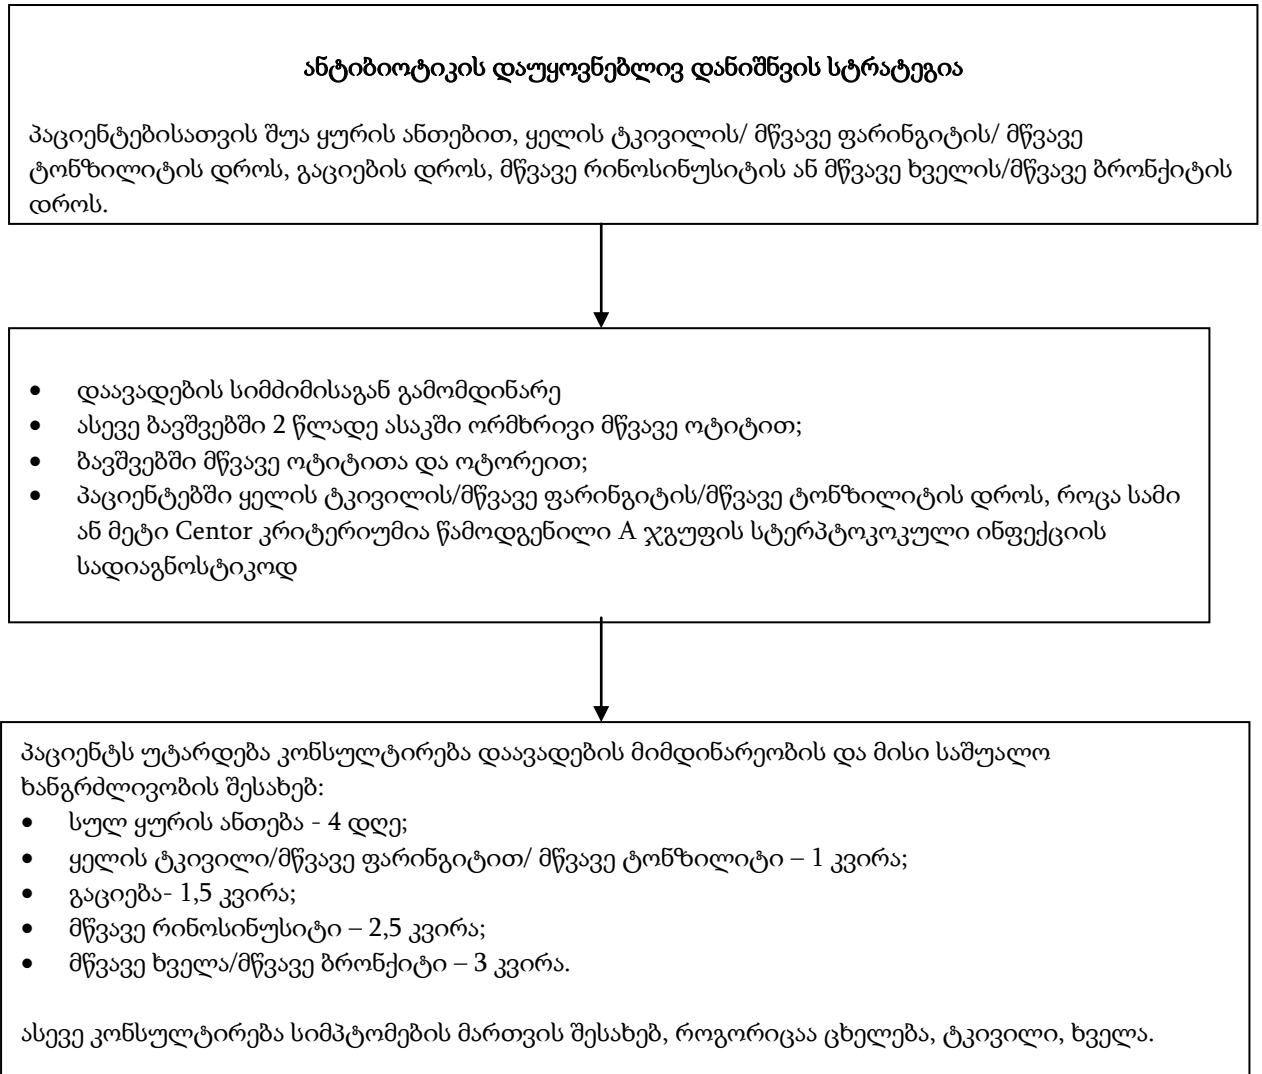 ანტიბიოტიკის დაუყოვნებლივ დანიშნვის სტრატეგია
პაციენტებისათვის შუა ყურის ანთებით, ყელის ტკივილის/ მწვავე ფარინგიტის/ მწვავე
ტონზილიტის დროს, გაციების დროს, მწვავე რინოსინუსიტის ან მწვავე ხველის/მწვავე ბრონქიტის
დროს.
• დაავადების სიმძიმისაგან გამომდინარე
• ასევე ბავშვებში 2 წლადე ასაკში ორმხრივი მწვავე ოტიტით;
• ბავშვებში მწვავე ოტიტითა და ოტორეით;
• პაციენტებში ყელის ტკივილის/მწვავე ფარინგიტის/მწვავე ტონზილიტის დროს, როცა სამი
ან მეტი Centor კრიტერიუმია წამოდგენილი A ჯგუფის სტერპტოკოკული ინფექციის
სადიაგნოსტიკოდ
პაციენტს უტარდება კონსულტირება დაავადების მიმდინარეობის და მისი საშუალო
ხანგრძლივობის შესახებ:
• სულ ყურის ანთება - 4 დღე;
• ყელის ტკივილი/მწვავე ფარინგიტით/ მწვავე ტონზილიტი – 1 კვირა;
• გაციება- 1,5 კვირა;
• მწვავე რინოსინუსიტი – 2,5 კვირა;
• მწვავე ხველა/მწვავე ბრონქიტი – 3 კვირა.
ასევე კონსულტირება სიმპტომების მართვის შესახებ, როგორიცაა ცხელება, ტკივილი, ხველა.